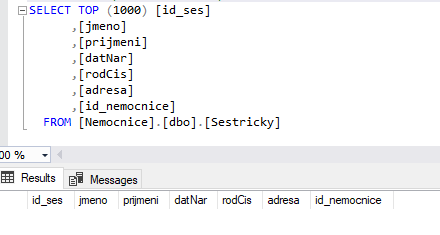 SELECT TOP (1000) [id_ses]
,[jmeno]
,[prijmeni]
,[datNar]
,[rodCis]
,[adresa]
,[id_nemocnice]
FROM [Nemocnice].[dbo].[Sestricky]
00 %
Results Messages
id_ses jmeno prijmeni datNar rodCis adresa id_nemocnice